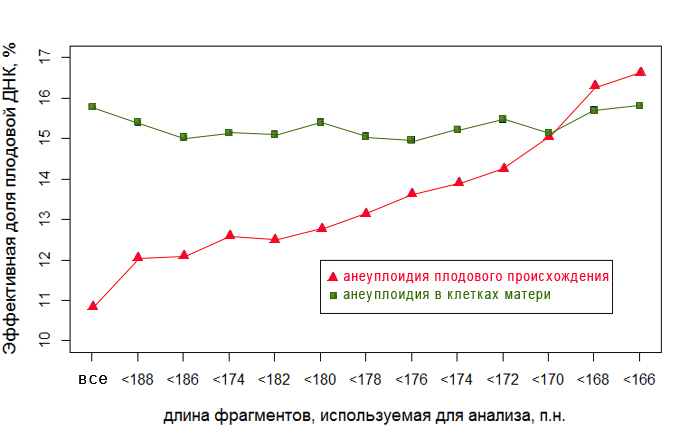 Эффективная доля плодовой ДНК, %
17
16
15
14
13
12
11
10
анеуплоидия плодового происхождения
анеуплоидия в клетках матери
все <188 <186 <174 <182 <180 <178 <176 <174 <172 <170 <168 <166
длина фрагментов, используемая для анализа, п.н.